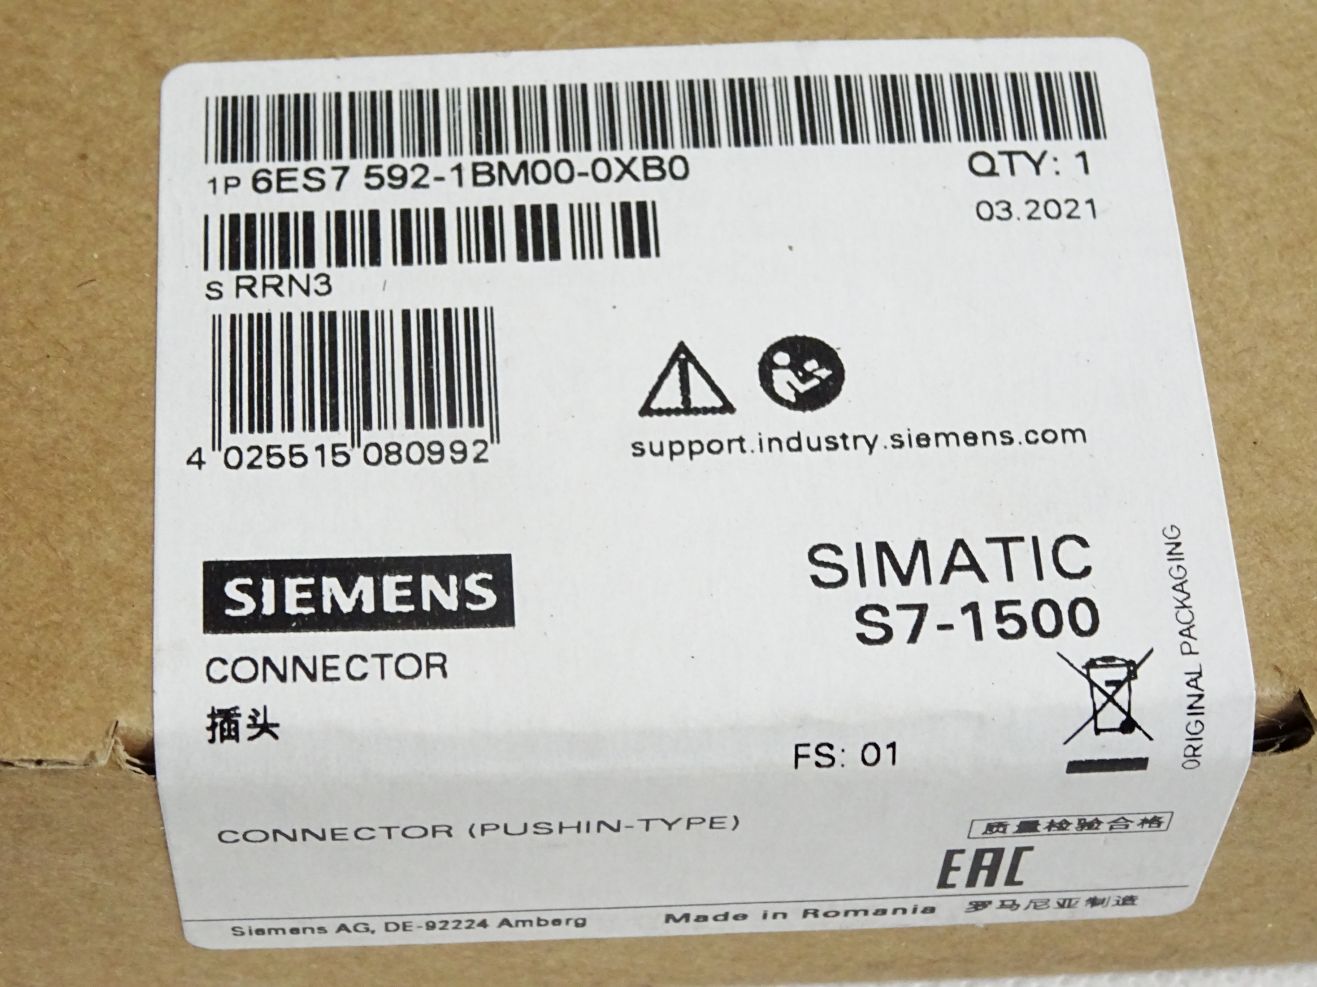 1P 6ES7 592-1BM00-0XB0
QTY: 1
03.2021
S RRN3
4 025515 080992
support.industry.siemens.com
SIEMENS
SIMATIC
S7-1500
CONNECTOR
插头
FS: 01
ORIGINAL PACKAGING
CONNECTOR (PUSHIN-TYPE)
质量检验合格
EAC
Siemens AG, DE-92224 Amberg
Made in Romania 罗马尼亚制造